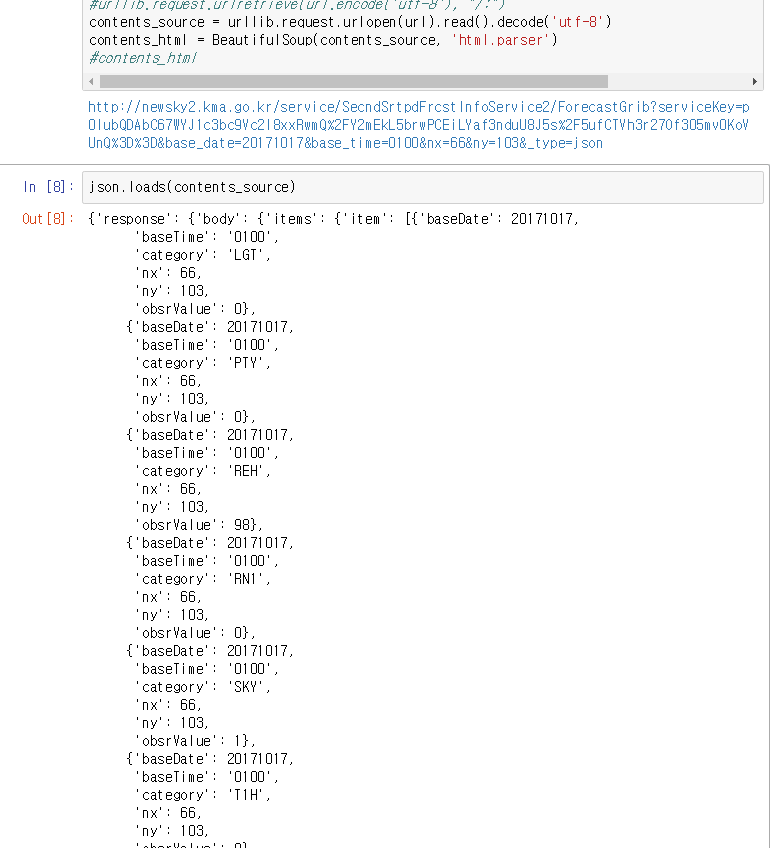 #urllib.request.urlretrieve(url.encode('utf-8'), "/:")
contents_source = urllib.request.urlopen(url).read().decode('utf-8')
contents_html = BeautifulSoup(contents_source, 'html.parser')
#contents_html
http://newsky2.kma.go.kr/service/SecndSrtpdFrcstInfoService2/ForecastGrib?serviceKey=p
OIubQDAbC67WYJ1c3bc9Vc2I8xxRwmQ%2FY2mEkL5brwPCEiLYaf3nduU8J5s%2F5ufCTVh3r27Of3O5mvOKoV
UnQ%3D%3D&base_date=20171017&base_time=0100&nx=66&ny=103&_type=json
In [8]: json.loads(contents_source)
Out[8]: {'response': {'body': {'items': {'item': [{'baseDate': 20171017,
'baseTime': '0100',
'category': 'LGT',
'nx': 66,
'ny': 103,
'obsrValue': 0},
{'baseDate': 20171017,
'baseTime': '0100',
'category': 'PTY',
'nx': 66,
'ny': 103,
'obsrValue': 0},
{'baseDate': 20171017,
'baseTime': '0100',
'category': 'REH',
'nx': 66,
'ny': 103,
'obsrValue': 98},
{'baseDate': 20171017,
'baseTime': '0100',
'category': 'RN1',
'nx': 66,
'ny': 103,
'obsrValue': 0},
{'baseDate': 20171017,
'baseTime': '0100',
'category': 'SKY',
'nx': 66,
'ny': 103,
'obsrValue': 1},
{'baseDate': 20171017,
'baseTime': '0100',
'category': 'T1H',
'nx': 66,
'ny': 103,